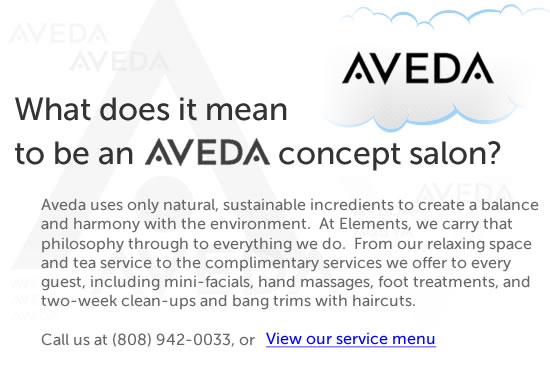 AVEDA
AVEDA
AVEDA
What does it mean
to be an AVEDA concept salon?
Aveda uses only natural, sustainable incredients to create a balance
and harmony with the environment.  At Elements, we carry that
philosophy through to everything we do.  From our relaxing space
and tea service to the complimentary services we offer to every
guest, including mini-facials, hand massages, foot treatments, and
two-week clean-ups and bang trims with haircuts.
Call us at (808) 942-0033, or View our service menu